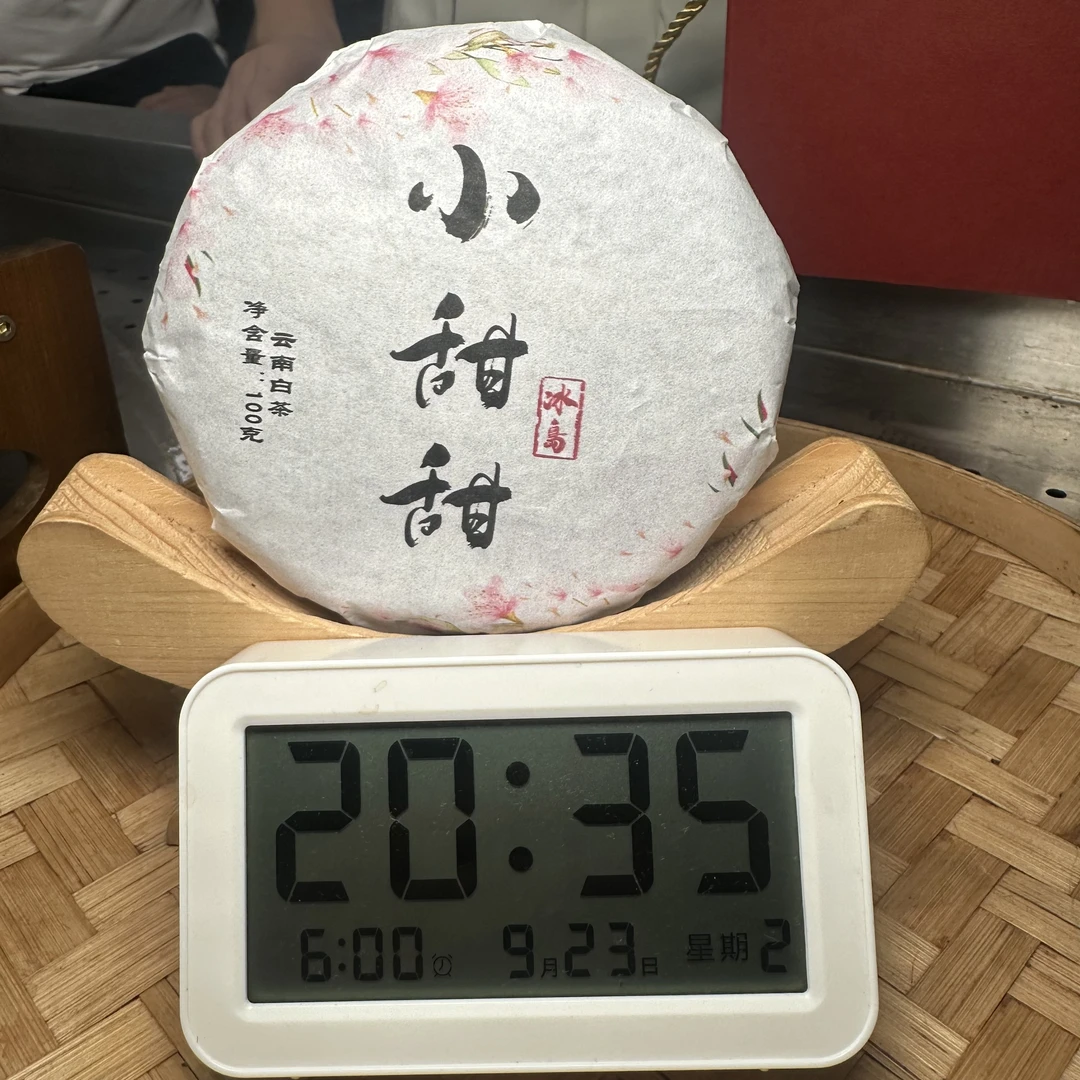 小甜甜
冰岛
云南白茶
净含量：100克
20:35
6:00 9月23日 星期2